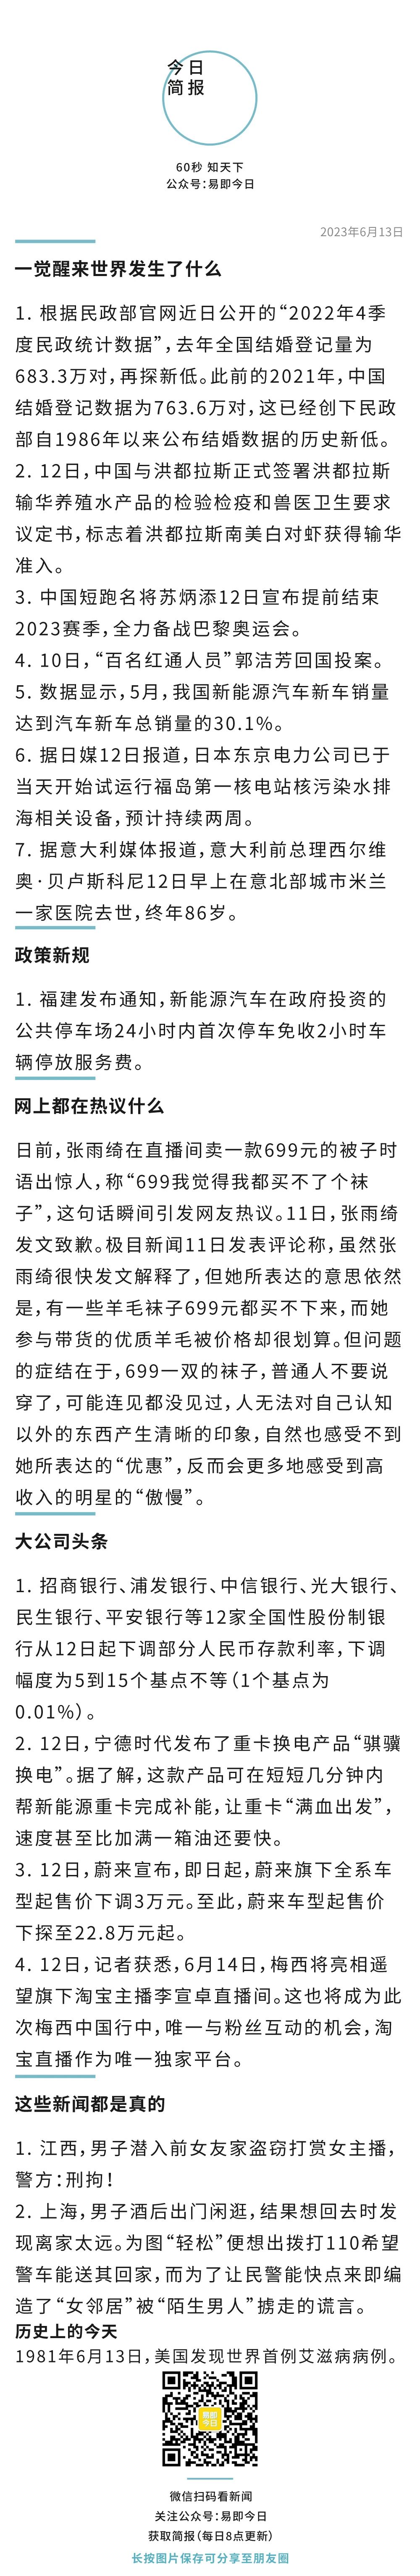 今日
简报
60秒 知天下
公众号：易即今日
2023年6月13日
一觉醒来世界发生了什么
1. 根据民政部官网近日公开的“2022年4季
度民政统计数据”，去年全国结婚登记量为
683.3万对，再探新低。此前的2021年，中国
结婚登记数据为763.6万对，这已经创下民政
部自1986年以来公布结婚数据的历史新低。
2. 12日，中国与洪都拉斯正式签署洪都拉斯
输华养殖水产品的检验检疫和兽医卫生要求
议定书，标志着洪都拉斯南美白对虾获得输华
准入。
3. 中国短跑名将苏炳添12日宣布提前结束
2023赛季，全力备战巴黎奥运会。
4. 10日，“百名红通人员”郭洁芳回国投案。
5. 数据显示，5月，我国新能源汽车新车销量
达到汽车新车总销量的30.1%。
6. 据日媒12日报道，日本东京电力公司已于
当天开始试运行福岛第一核电站核污染水排
海相关设备，预计持续两周。
7. 据意大利媒体报道，意大利前总理西尔维
奥·贝卢斯科尼12日早上在意北部城市米兰
一家医院去世，终年86岁。
政策新规
1. 福建发布通知，新能源汽车在政府投资的
公共停车场24小时内首次停车免收2小时车
辆停放服务费。
网上都在热议什么
日前，张雨绮在直播间卖一款699元的被子时
语出惊人，称“699我觉得我都买不了个袜
子”，这句话瞬间引发网友热议。11日，张雨绮
发文致歉。极目新闻11日发表评论称，虽然张
雨绮很快发文解释了，但她所表达的意思依然
是，有一些羊毛袜子699元都买不下来，而她
参与带货的优质羊毛被价格却很划算。但问题
的症结在于，699一双的袜子，普通人不要说
穿了，可能连见都没见过，人无法对自己认知
以外的东西产生清晰的印象，自然也感受不到
她所表达的“优惠”，反而会更多地感受到高
收入的明星的“傲慢”。
大公司头条
1. 招商银行、浦发银行、中信银行、光大银行、
民生银行、平安银行等12家全国性股份制银
行从12日起下调部分人民币存款利率，下调
幅度为5到15个基点不等（1个基点为
0.01%）。
2. 12日，宁德时代发布了重卡换电产品“骐骥
换电”。据了解，这款产品可在短短几分钟内
帮新能源重卡完成补能，让重卡“满血出发”，
速度甚至比加满一箱油还要快。
3. 12日，蔚来宣布，即日起，蔚来旗下全系车
型起售价下调3万元。至此，蔚来车型起售价
下探至22.8万元起。
4. 12日，记者获悉，6月14日，梅西将亮相遥
望旗下淘宝主播李宣卓直播间。这也将成为此
次梅西中国行中，唯一与粉丝互动的机会，淘
宝直播作为唯一独家平台。
这些新闻都是真的
1. 江西，男子潜入前女友家盗窃打赏女主播，
警方：刑拘！
2. 上海，男子酒后出门闲逛，结果想回去时发
现离家太远。为图“轻松”便想出拨打110希望
警车能送其回家，而为了让民警能快点来即编
造了“女邻居”被“陌生男人”掳走的谎言。
历史上的今天
1981年6月13日，美国发现世界首例艾滋病病例。
易即
今日
微信扫码看新闻
关注公众号：易即今日
获取简报（每日8点更新）
长按图片保存可分享至朋友圈